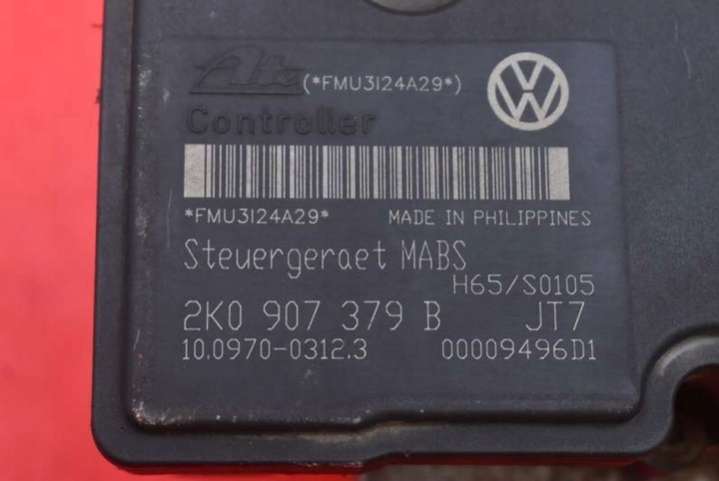 Ate (*FMU3I24A29*)
Controller
*FMU3I24A29* MADE IN PHILIPPINES
Steuergeraet MABS
H65/S0105
2K0 907 379 B JT7
10.0970-0312.3 00009496D1